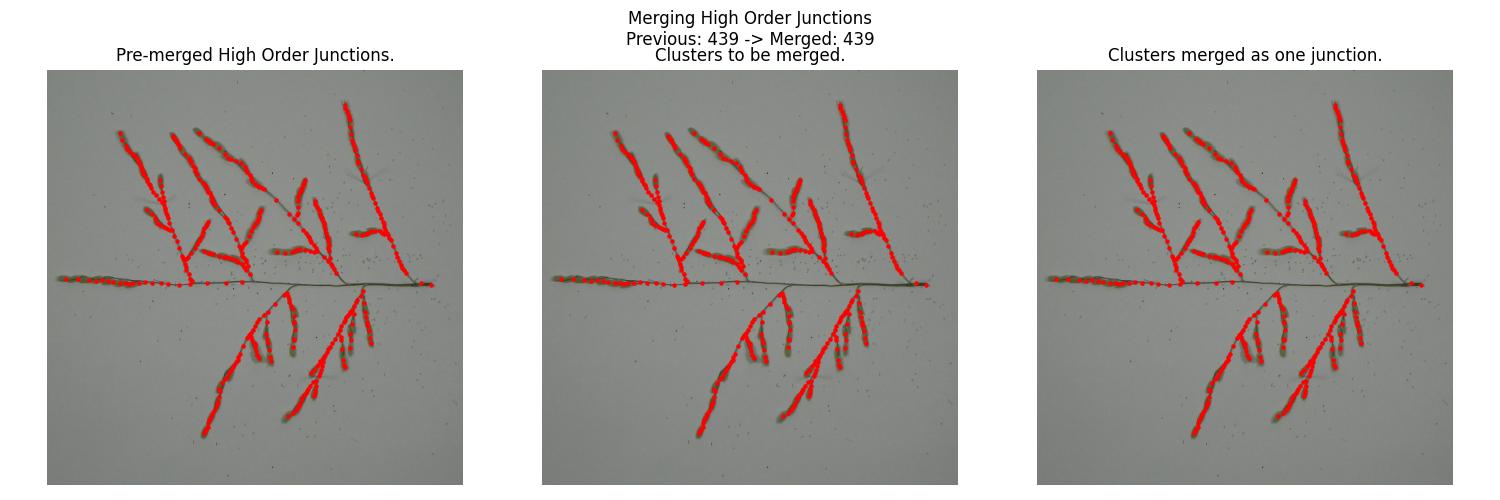 Merging High Order Junctions
Previous: 439 -> Merged: 439
Pre-merged High Order Junctions.
Clusters to be merged.
Clusters merged as one junction.